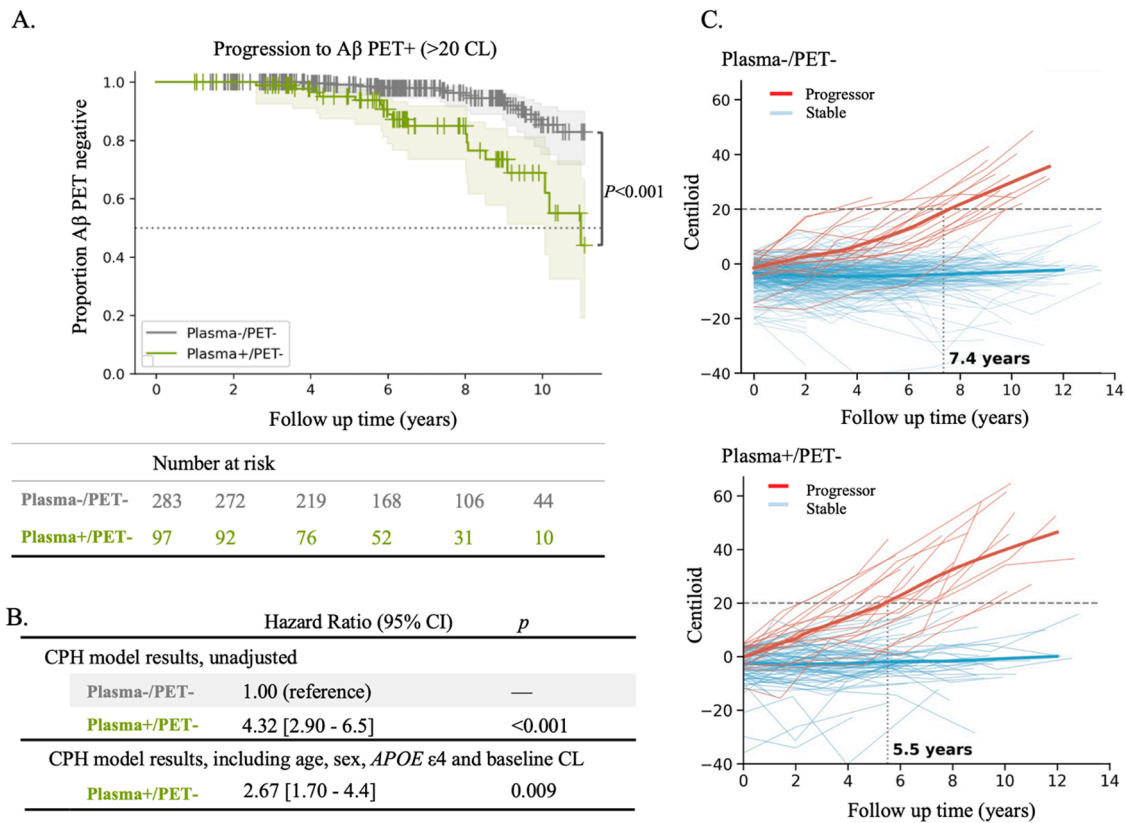 A.
Progression to Aβ PET+ (>20 CL)
Proportion Aβ PET negative
1.0
0.8
0.6
0.4
0.2
0.0
P<0.001
Plasma-/PET-
Plasma+/PET-
0 2 4 6 8 10
Follow up time (years)
Number at risk
Plasma-/PET- 283 272 219 168 106 44
Plasma+/PET- 97 92 76 52 31 10
B.
Hazard Ratio (95% CI) p
CPH model results, unadjusted
Plasma-/PET- 1.00 (reference) —
Plasma+/PET- 4.32 [2.90 - 6.5] <0.001
CPH model results, including age, sex, APOE ε4 and baseline CL
Plasma+/PET- 2.67 [1.70 - 4.4] 0.009
C.
Plasma-/PET-
Progressor
Stable
Centiloid
60
40
20
0
−20
−40
7.4 years
0 2 4 6 8 10 12 14
Follow up time (years)
Plasma+/PET-
Progressor
Stable
Centiloid
60
40
20
0
−20
−40
5.5 years
0 2 4 6 8 10 12 14
Follow up time (years)